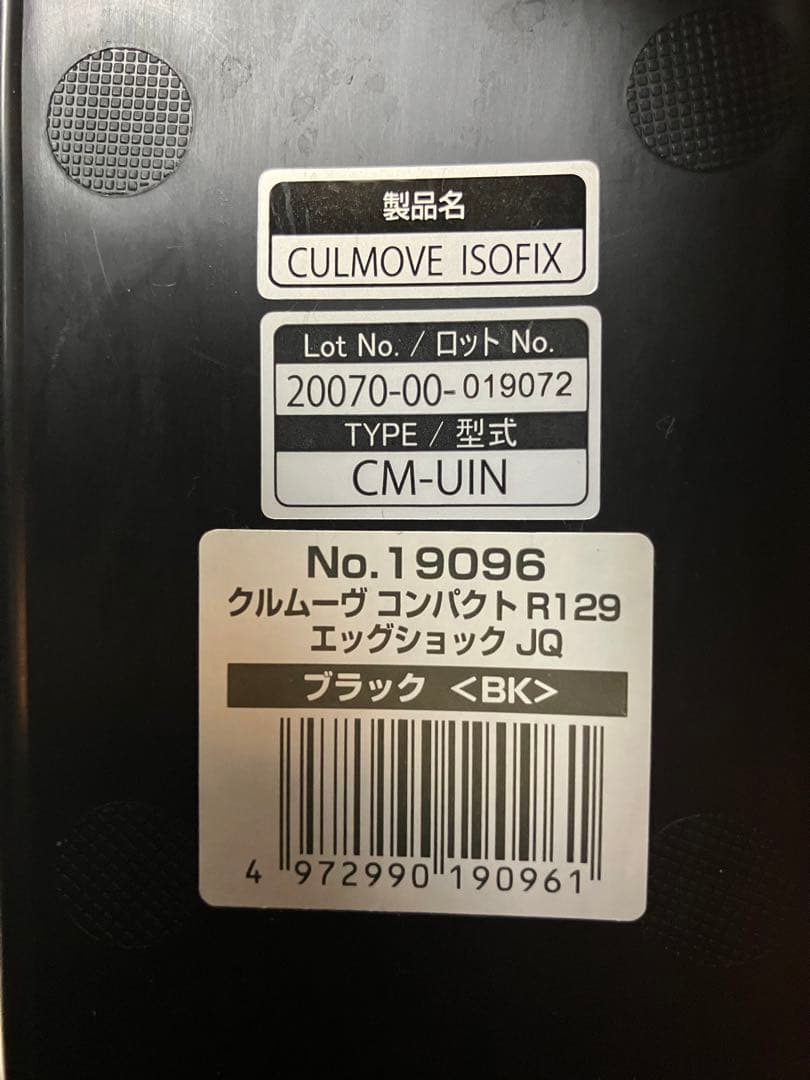 製品名
CULMOVE ISOFIX
Lot No. / ロット No.
20070-00-019072
TYPE / 型式
CM-UIN
No.19096
クルムーヴ コンパクト R129
エッグショック JQ
ブラック <BK>
4 972990 190961